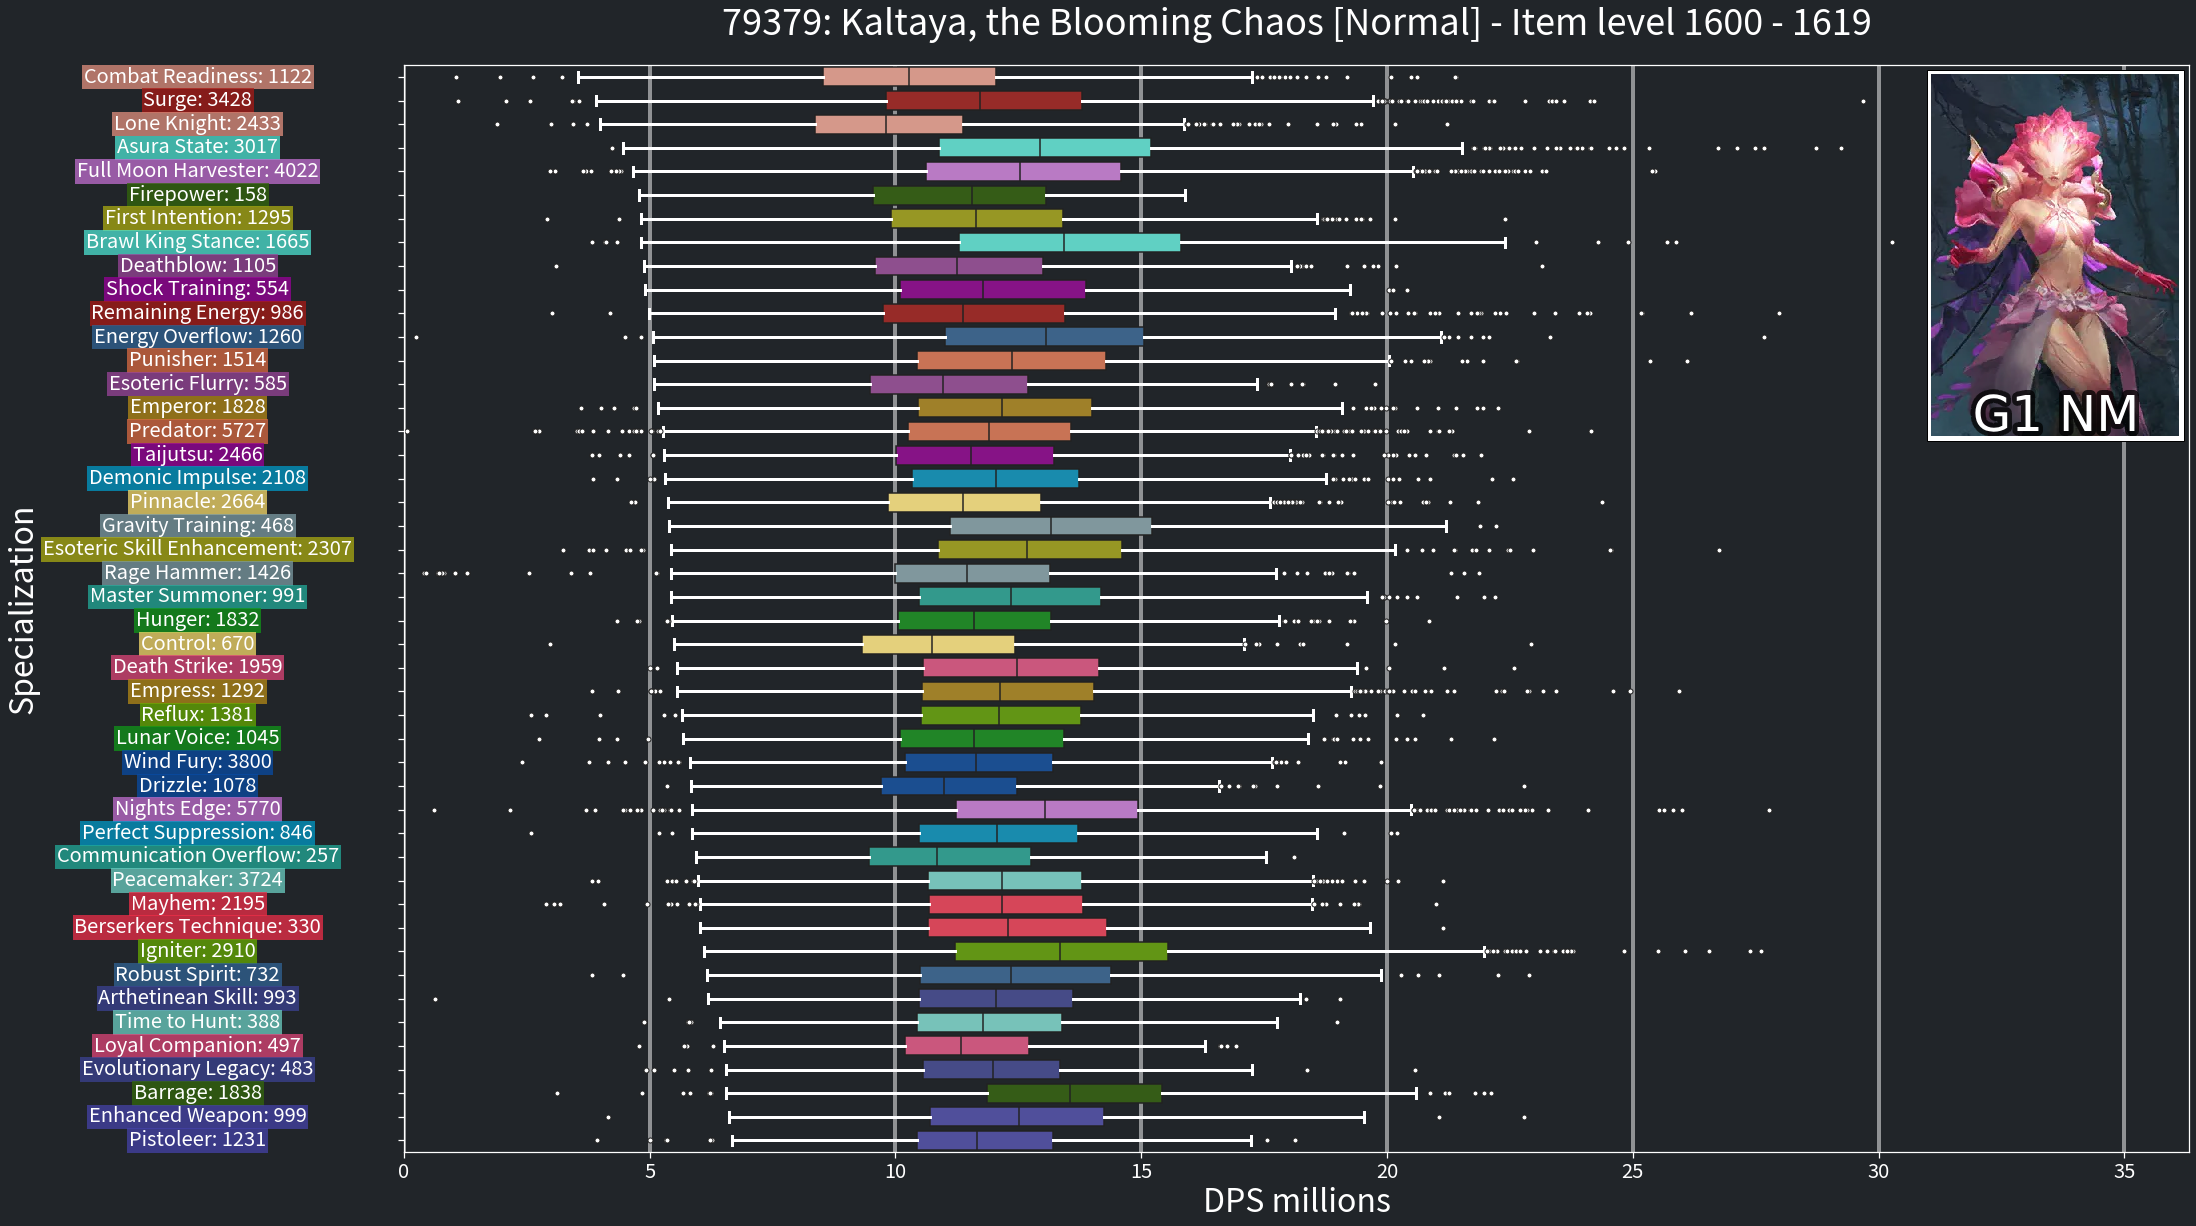 79379: Kaltaya, the Blooming Chaos [Normal] - Item level 1600 - 1619
Combat Readiness: 1122
Surge: 3428
Lone Knight: 2433
Asura State: 3017
Full Moon Harvester: 4022
Firepower: 158
First Intention: 1295
Brawl King Stance: 1665
Deathblow: 1105
Shock Training: 554
Remaining Energy: 986
Energy Overflow: 1260
Punisher: 1514
Esoteric Flurry: 585
Emperor: 1828
Predator: 5727
Taijutsu: 2466
Demonic Impulse: 2108
Pinnacle: 2664
Gravity Training: 468
Esoteric Skill Enhancement: 2307
Rage Hammer: 1426
Master Summoner: 991
Hunger: 1832
Control: 670
Death Strike: 1959
Empress: 1292
Reflux: 1381
Lunar Voice: 1045
Wind Fury: 3800
Drizzle: 1078
Nights Edge: 5770
Perfect Suppression: 846
Communication Overflow: 257
Peacemaker: 3724
Mayhem: 2195
Berserkers Technique: 330
Igniter: 2910
Robust Spirit: 732
Arthetinean Skill: 993
Time to Hunt: 388
Loyal Companion: 497
Evolutionary Legacy: 483
Barrage: 1838
Enhanced Weapon: 999
Pistoleer: 1231
Specialization
G1 NM
0 5 10 15 20 25 30 35
DPS millions